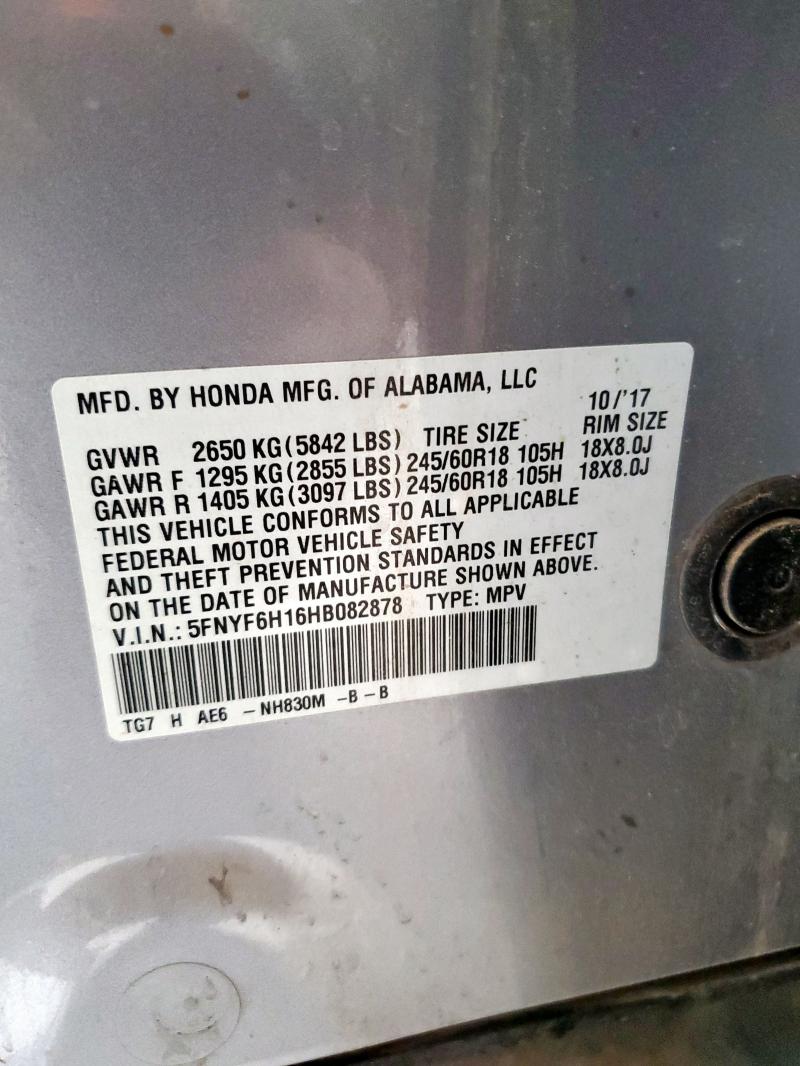 MFD. BY HONDA MFG. OF ALABAMA, LLC 10/'17
GVWR 2650 KG(5842 LBS) TIRE SIZE RIM SIZE
GAWR F 1295 KG(2855 LBS) 245/60R18 105H 18X8.0J
GAWR R 1405 KG(3097 LBS) 245/60R18 105H 18X8.0J
THIS VEHICLE CONFORMS TO ALL APPLICABLE
FEDERAL MOTOR VEHICLE SAFETY
AND THEFT PREVENTION STANDARDS IN EFFECT
ON THE DATE OF MANUFACTURE SHOWN ABOVE.
V.I.N.: 5FNYF6H16HB082878 TYPE: MPV
TG7 H AE6 - NH830M -B-B